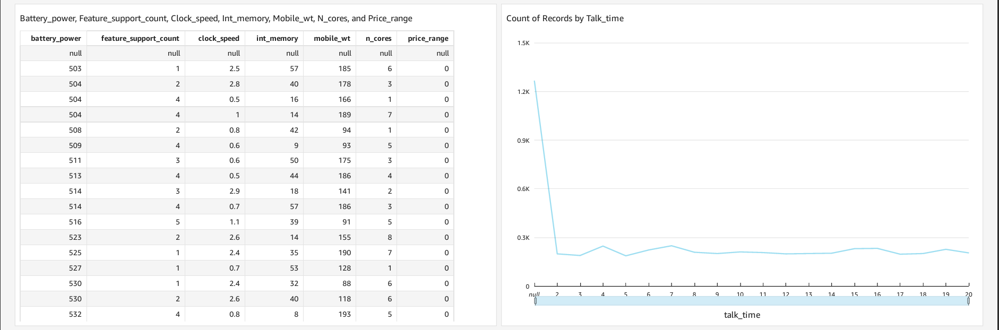 Battery_power, Feature_support_count, Clock_speed, Int_memory, Mobile_wt, N_cores, and Price_range
battery_power feature_support_count clock_speed int_memory mobile_wt n_cores price_range
null null null null null null null
503 1 2.5 57 185 6 0
504 2 2.8 40 178 3 0
504 4 0.5 16 166 1 0
504 4 1 14 189 7 0
508 2 0.8 42 94 1 0
509 4 0.6 9 93 5 0
511 3 0.6 50 175 3 0
513 4 0.5 44 186 4 0
514 3 2.9 18 141 2 0
514 4 0.7 57 186 3 0
516 5 1.1 39 91 5 0
523 2 2.6 14 155 8 0
525 1 2.4 35 190 7 0
527 1 0.7 53 128 1 0
530 1 2.4 32 88 6 0
530 2 2.6 40 118 6 0
532 4 0.8 8 193 5 0
Count of Records by Talk_time
1.5K
1.2K
0.9K
0.6K
0.3K
0
null 2 3 4 5 6 7 8 9 10 11 12 13 14 15 16 17 18 19 20
talk_time